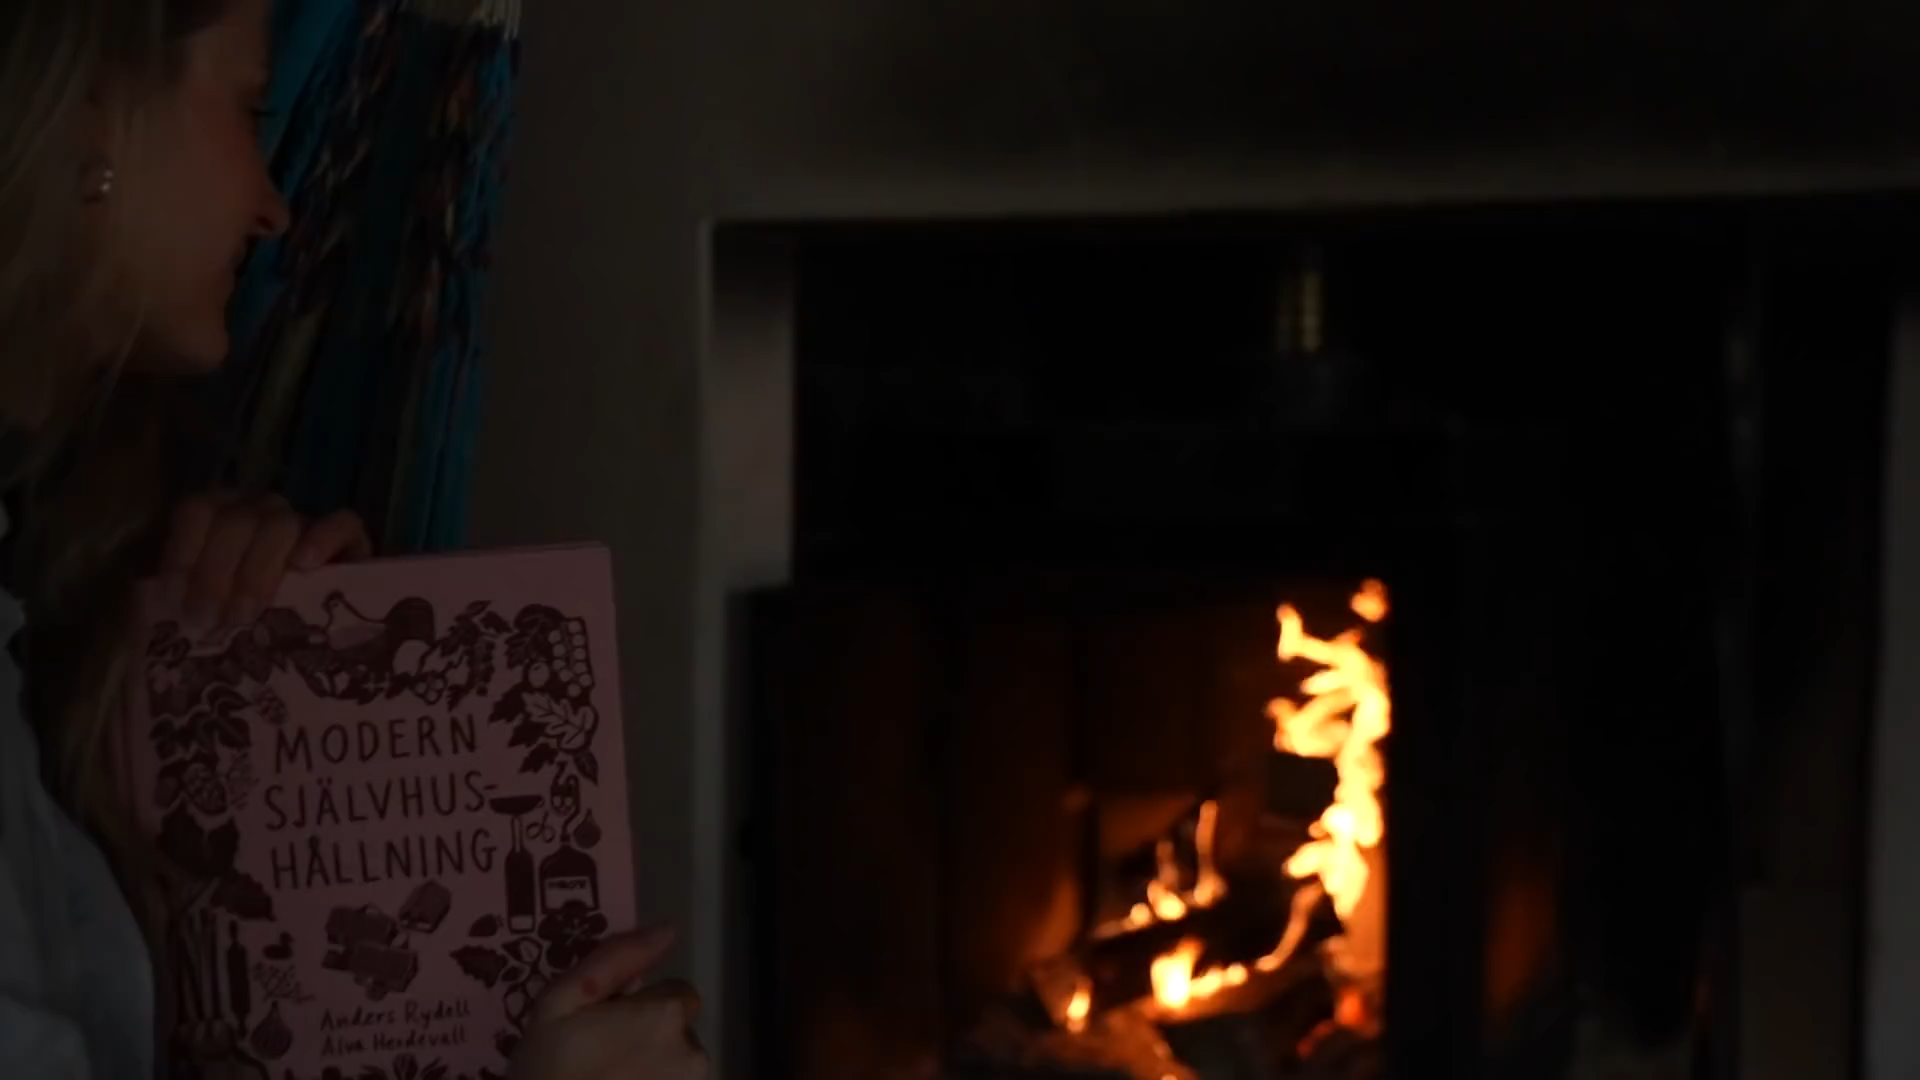 MODERN
SJÄLVHUS-
HÅLLNING
Anders Rydell
Alva Herdevall